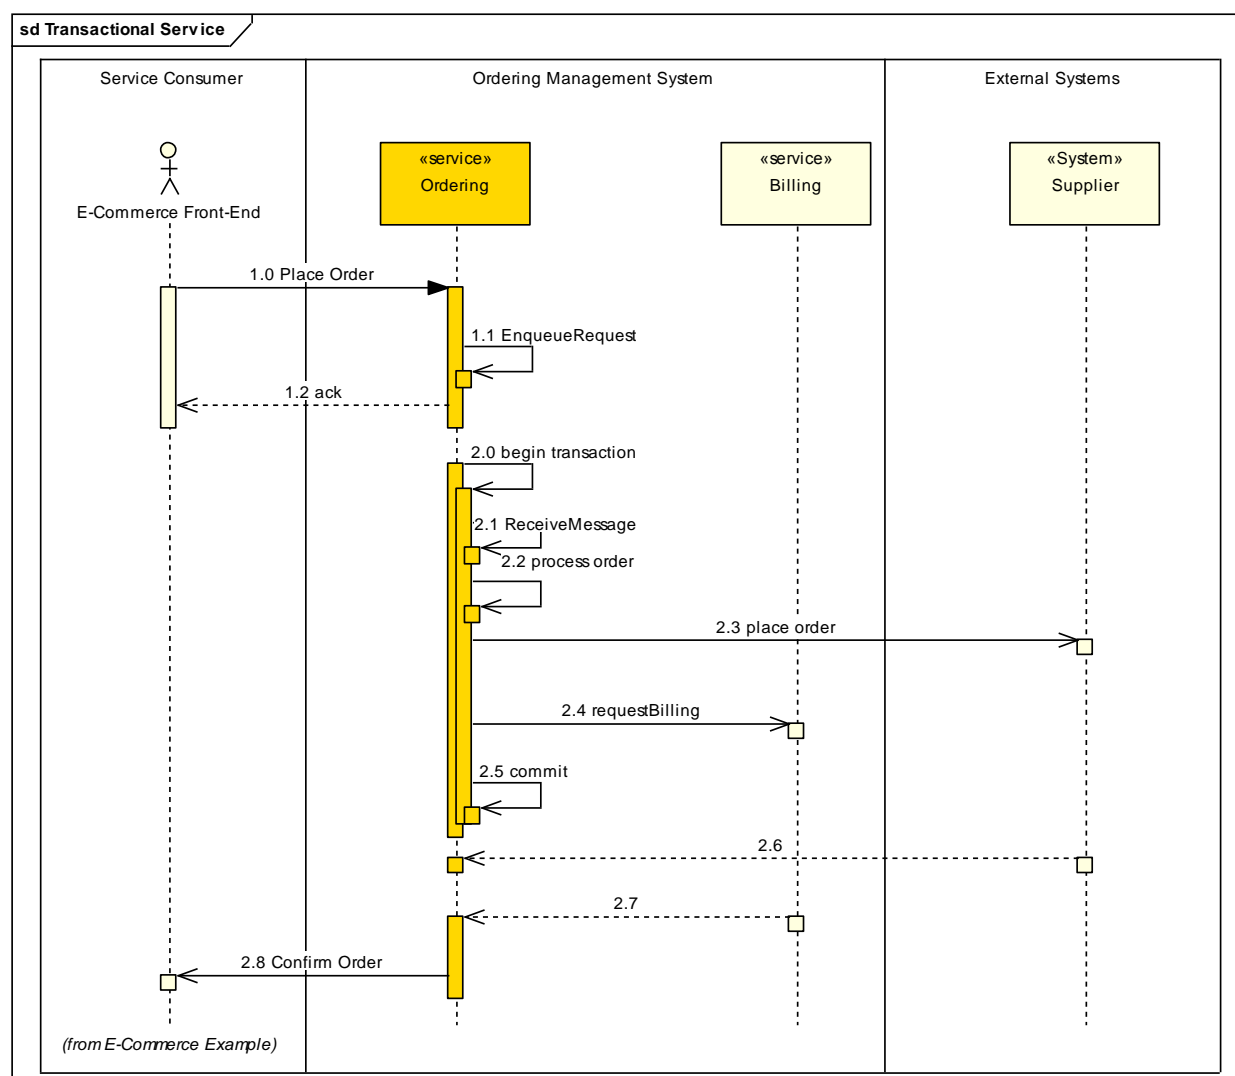 sd Transactional Service
Service Consumer
Ordering Management System
External Systems
«service»
Ordering
«service»
Billing
«System»
Supplier
E-Commerce Front-End
1.0 Place Order
1.1 EnqueueRequest
1.2 ack
2.0 begin transaction
2.1 ReceiveMessage
2.2 process order
2.3 place order
2.4 requestBilling
2.5 commit
2.6
2.7
2.8 Confirm Order
(from E-Commerce Example)